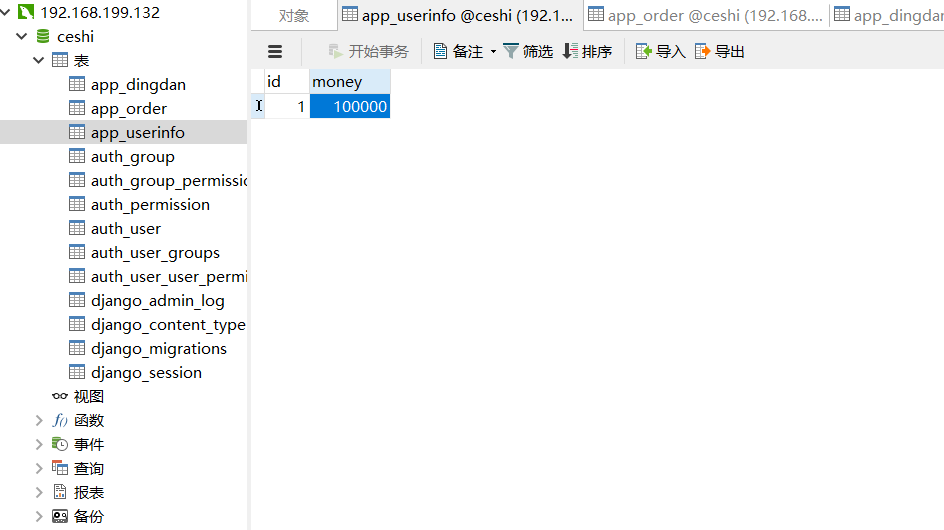 192.168.199.132
ceshi
表
app_dingdan
app_order
app_userinfo
auth_group
auth_group_permissio
auth_permission
auth_user
auth_user_groups
auth_user_user_permi
django_admin_log
django_content_type
django_migrations
django_session
视图
f() 函数
事件
查询
报表
备份
对象 app_userinfo @ceshi (192.1... app_order @ceshi (192.168.... app_dingdan
开始事务 备注 筛选 排序 导入 导出
id money
1 100000